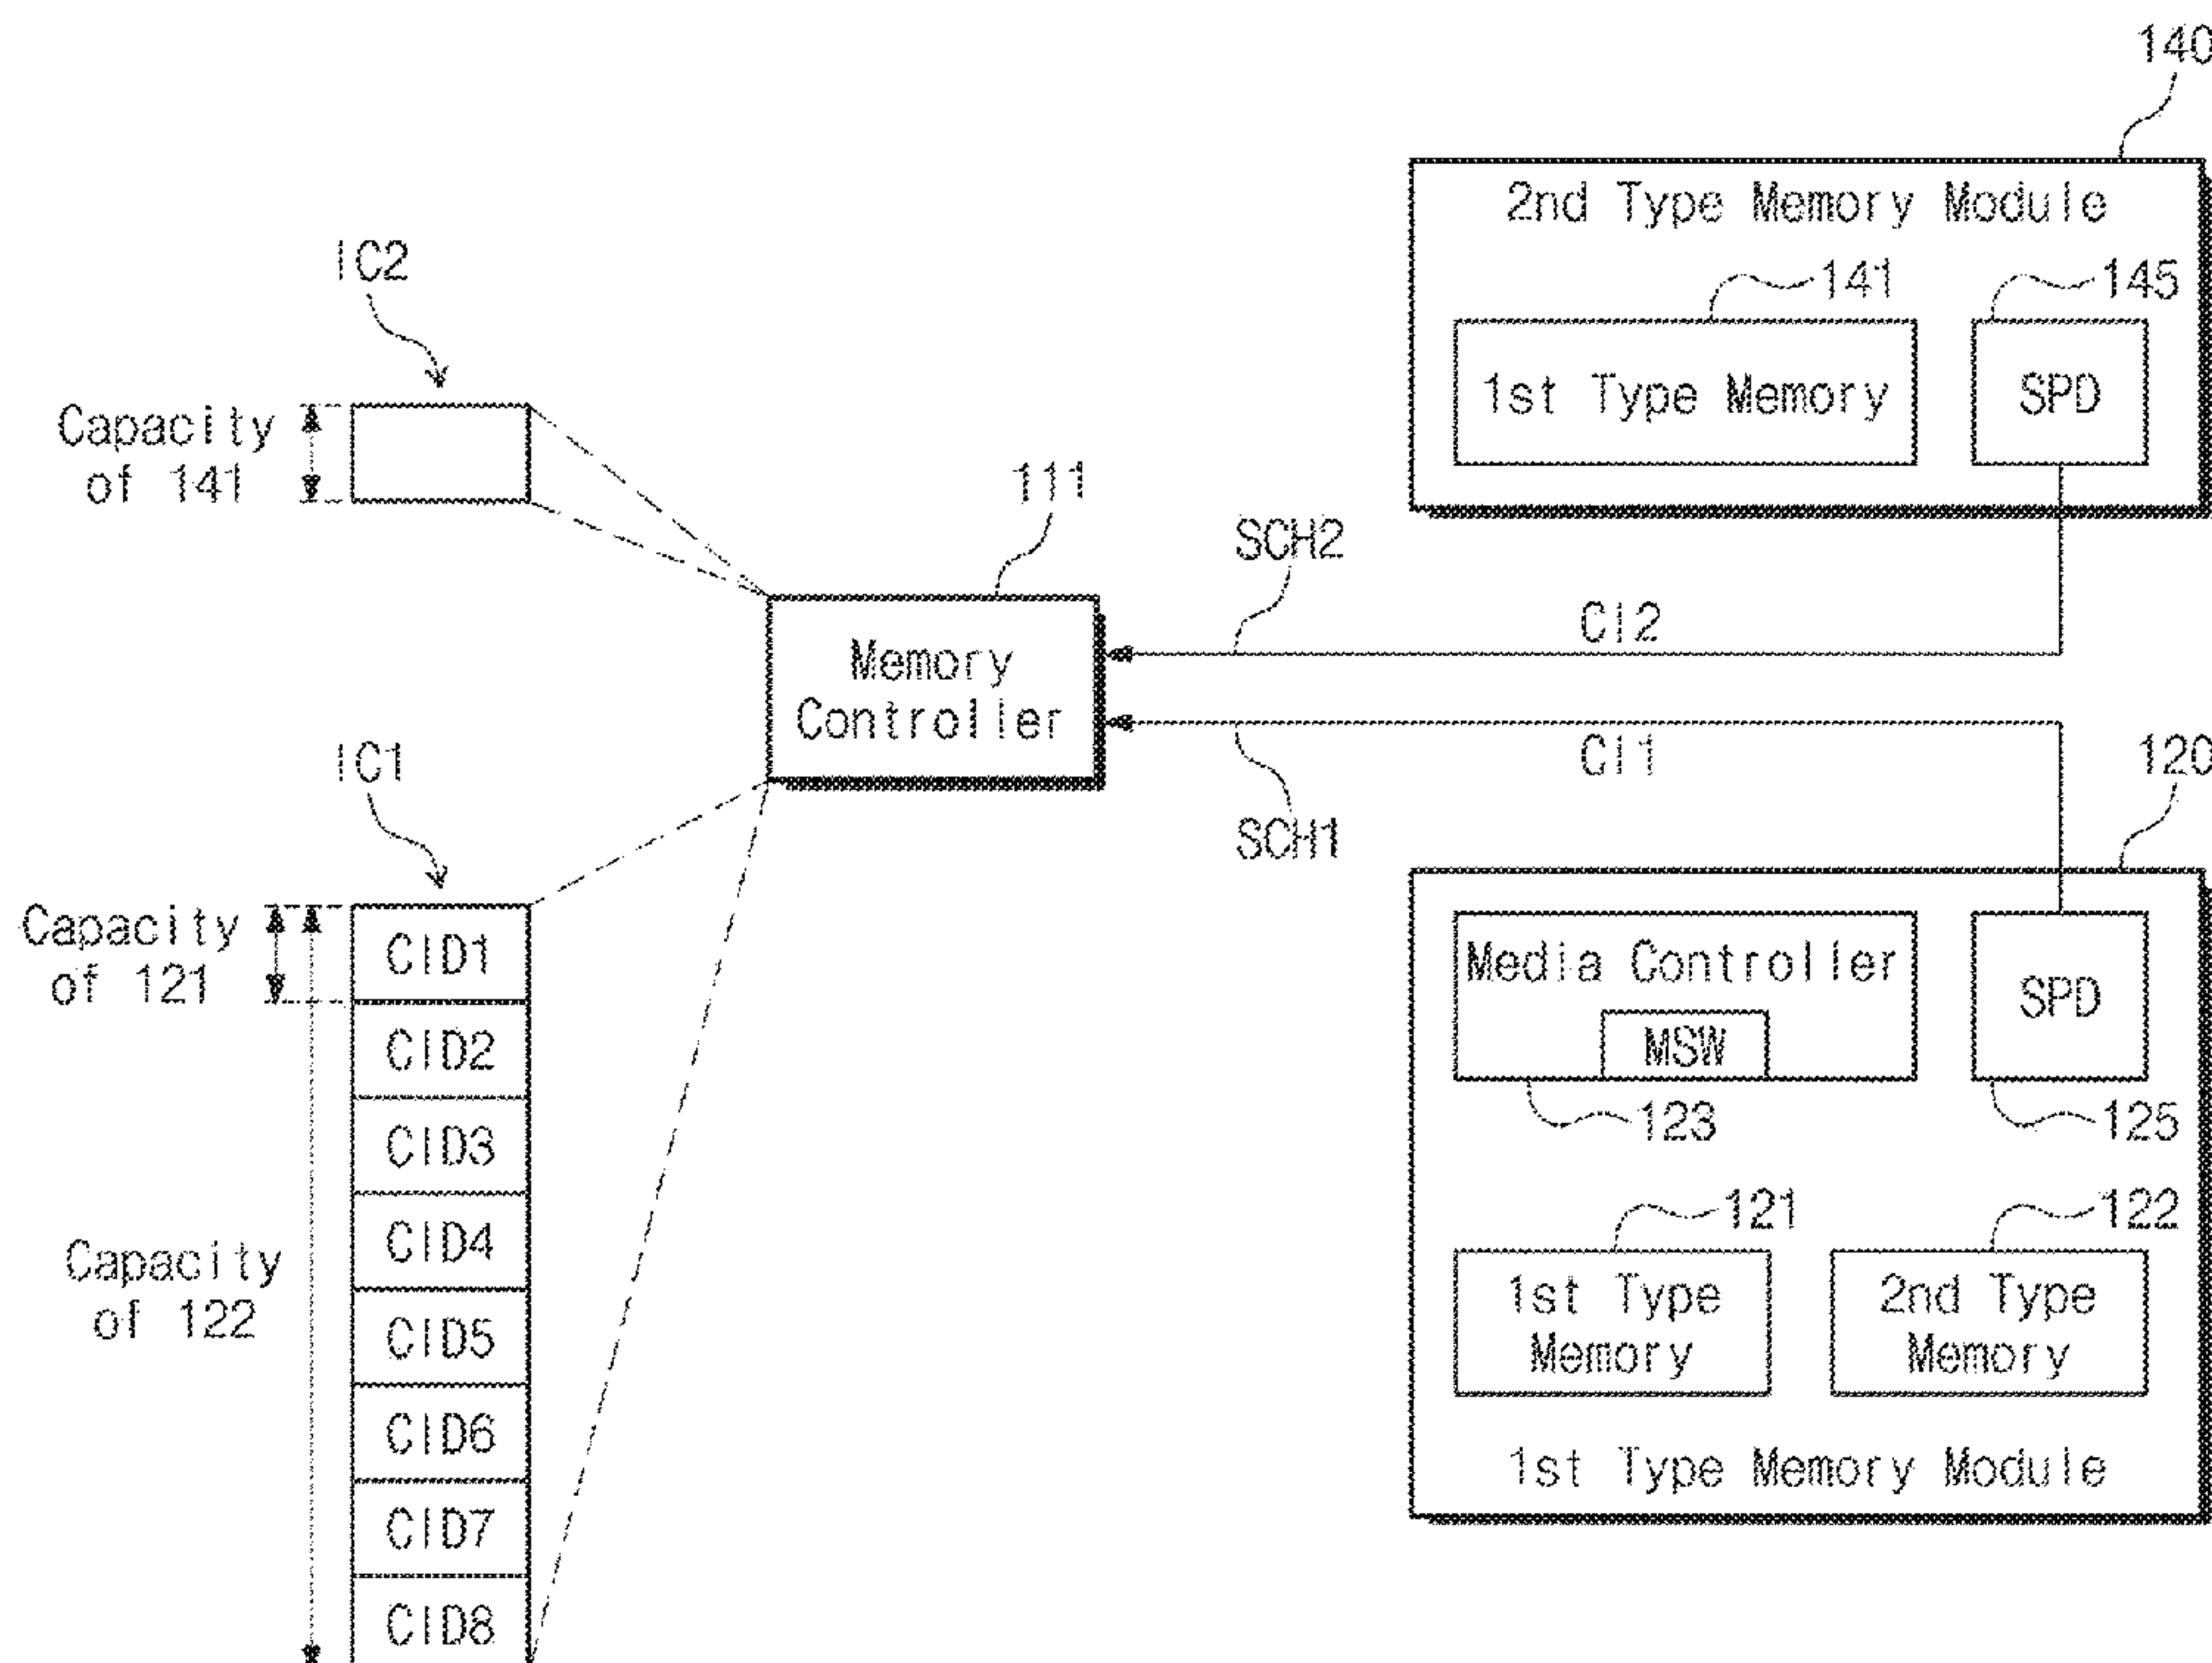 140
2nd Type Memory Module
141
145
1st Type Memory
SPD
IC2
Capacity
of 141
111
SCH2
CI2
Memory
Controller
CI1
SCH1
120
IC1
Capacity
of 121
CID1
CID2
CID3
CID4
CID5
CID6
CID7
CID8
Capacity
of 122
Media Controller
MSW
SPD
123
125
121
122
1st Type
Memory
2nd Type
Memory
1st Type Memory Module